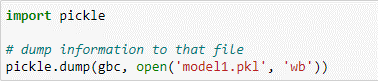 import pickle
# dump information to that file
pickle.dump(gbc, open('model1.pkl', 'wb'))